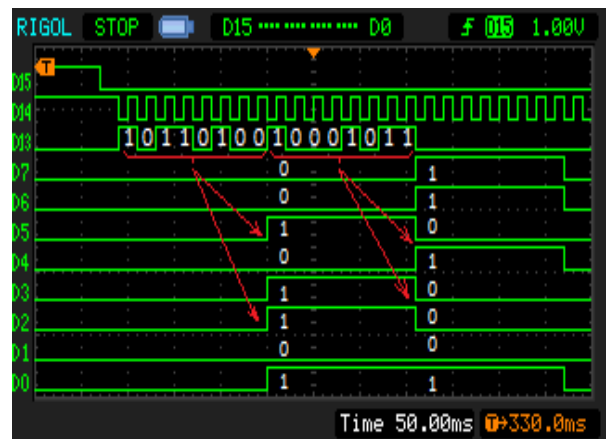 RIGOL STOP D15 D0 D15 1.00V
T
D15
D14
D13 1 0 1 1 0 1 0 0 1 0 0 0 1 0 1 1
D7 0 1
D6 0 1
D5 1 0
D4 0 1
D3 1 0
D2 1 0
D1 0 0
D0 1 1
Time 50.00ms T→330.0ms